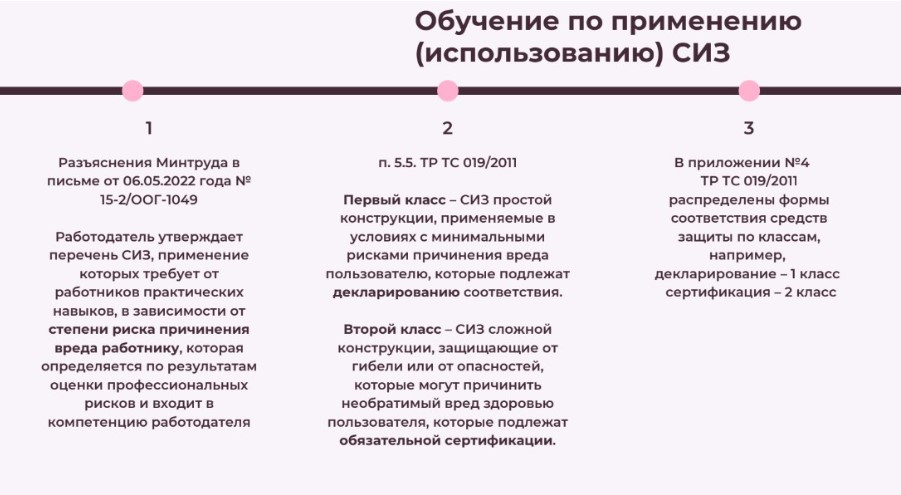 Обучение по применению
(использованию) СИЗ
1
Разъяснения Минтруда в
письме от 06.05.2022 года №
15-2/ООГ-1049
Работодатель утверждает
перечень СИЗ, применение
которых требует от
работников практических
навыков, в зависимости от
степени риска причинения
вреда работнику, которая
определяется по результатам
оценки профессиональных
рисков и входит в
компетенцию работодателя
2
п. 5.5. ТР ТС 019/2011
Первый класс – СИЗ простой
конструкции, применяемые в
условиях с минимальными
рисками причинения вреда
пользователю, которые подлежат
декларированию соответствия.
Второй класс – СИЗ сложной
конструкции, защищающие от
гибели или от опасностей,
которые могут причинить
необратимый вред здоровью
пользователя, которые подлежат
обязательной сертификации.
3
В приложении №4
ТР ТС 019/2011
распределены формы
соответствия средств
защиты по классам,
например,
декларирование – 1 класс
сертификация – 2 класс